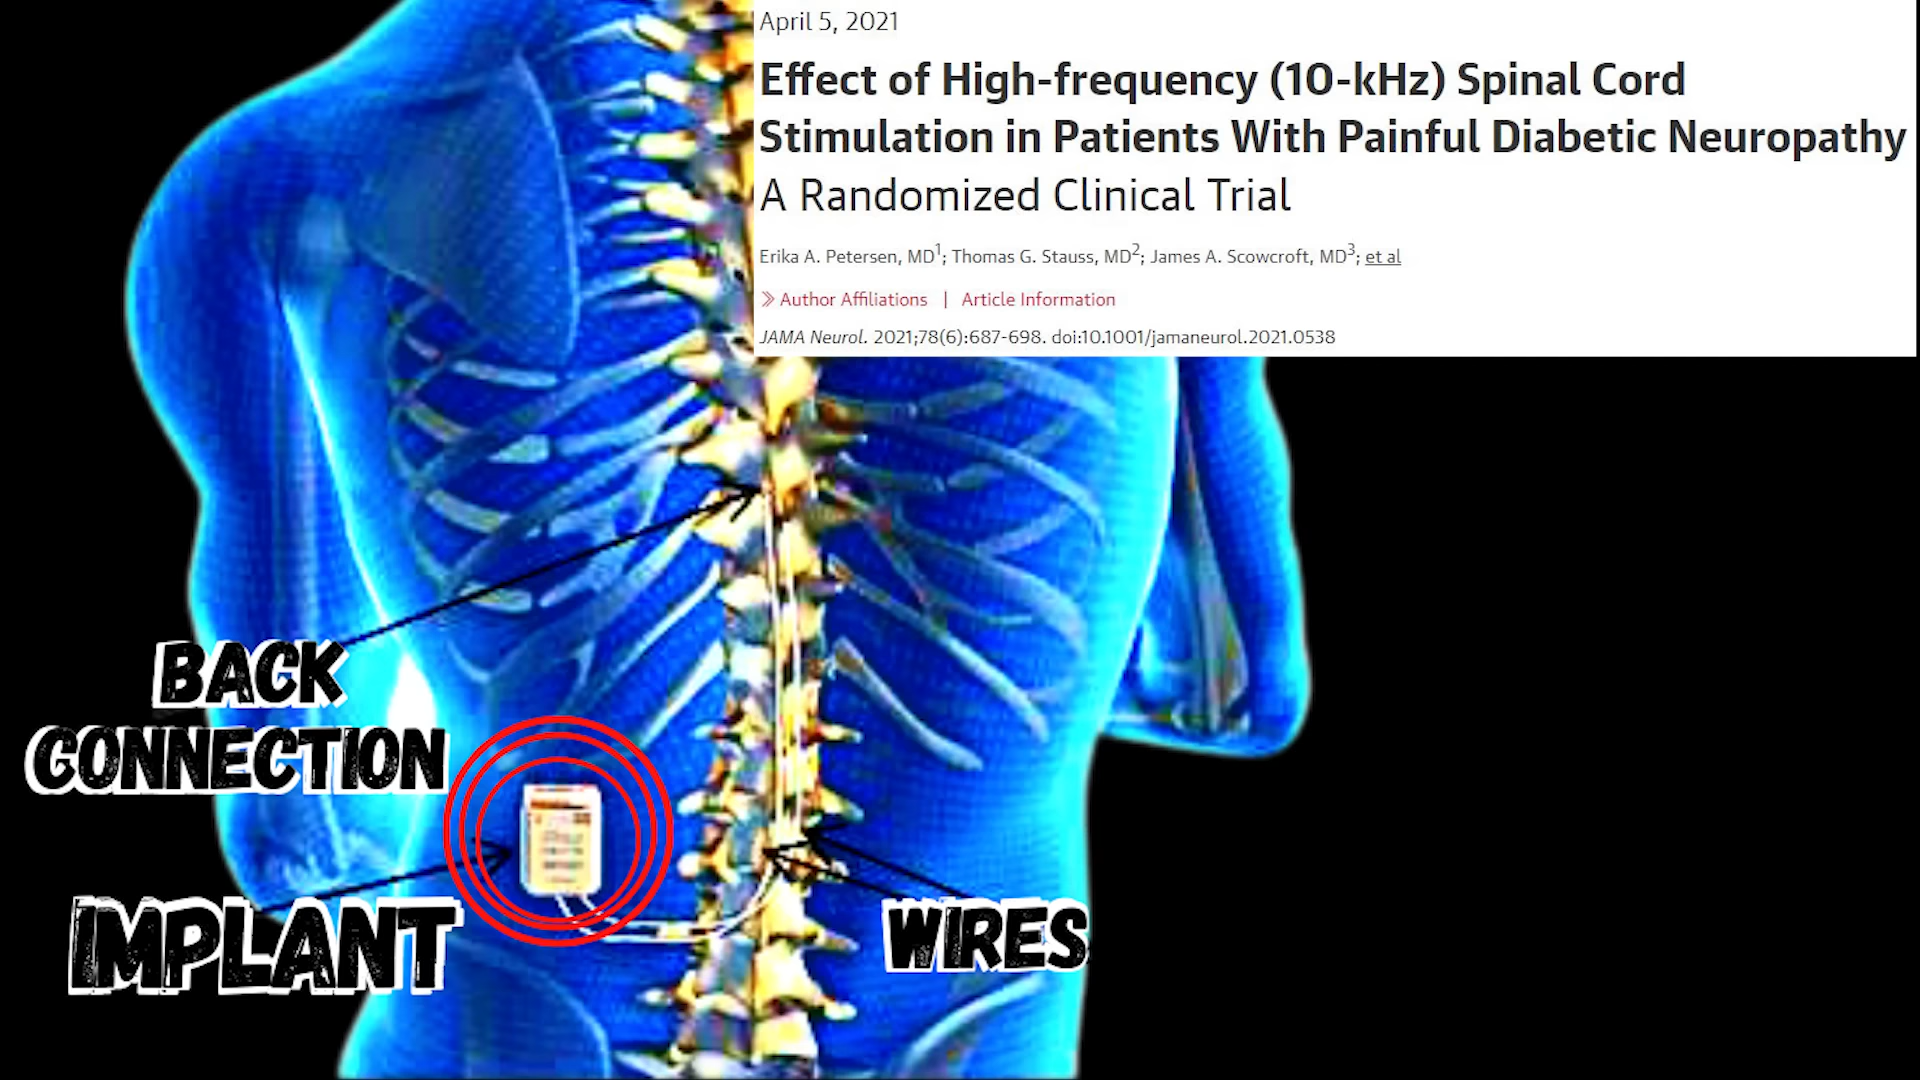 April 5, 2021
Effect of High-frequency (10-kHz) Spinal Cord
Stimulation in Patients With Painful Diabetic Neuropathy
A Randomized Clinical Trial
Erika A. Petersen, MD1; Thomas G. Stauss, MD2; James A. Scowcroft, MD3; et al
» Author Affiliations | Article Information
JAMA Neurol. 2021;78(6):687-698. doi:10.1001/jamaneurol.2021.0538
BACK
CONNECTION
IMPLANT
WIRES